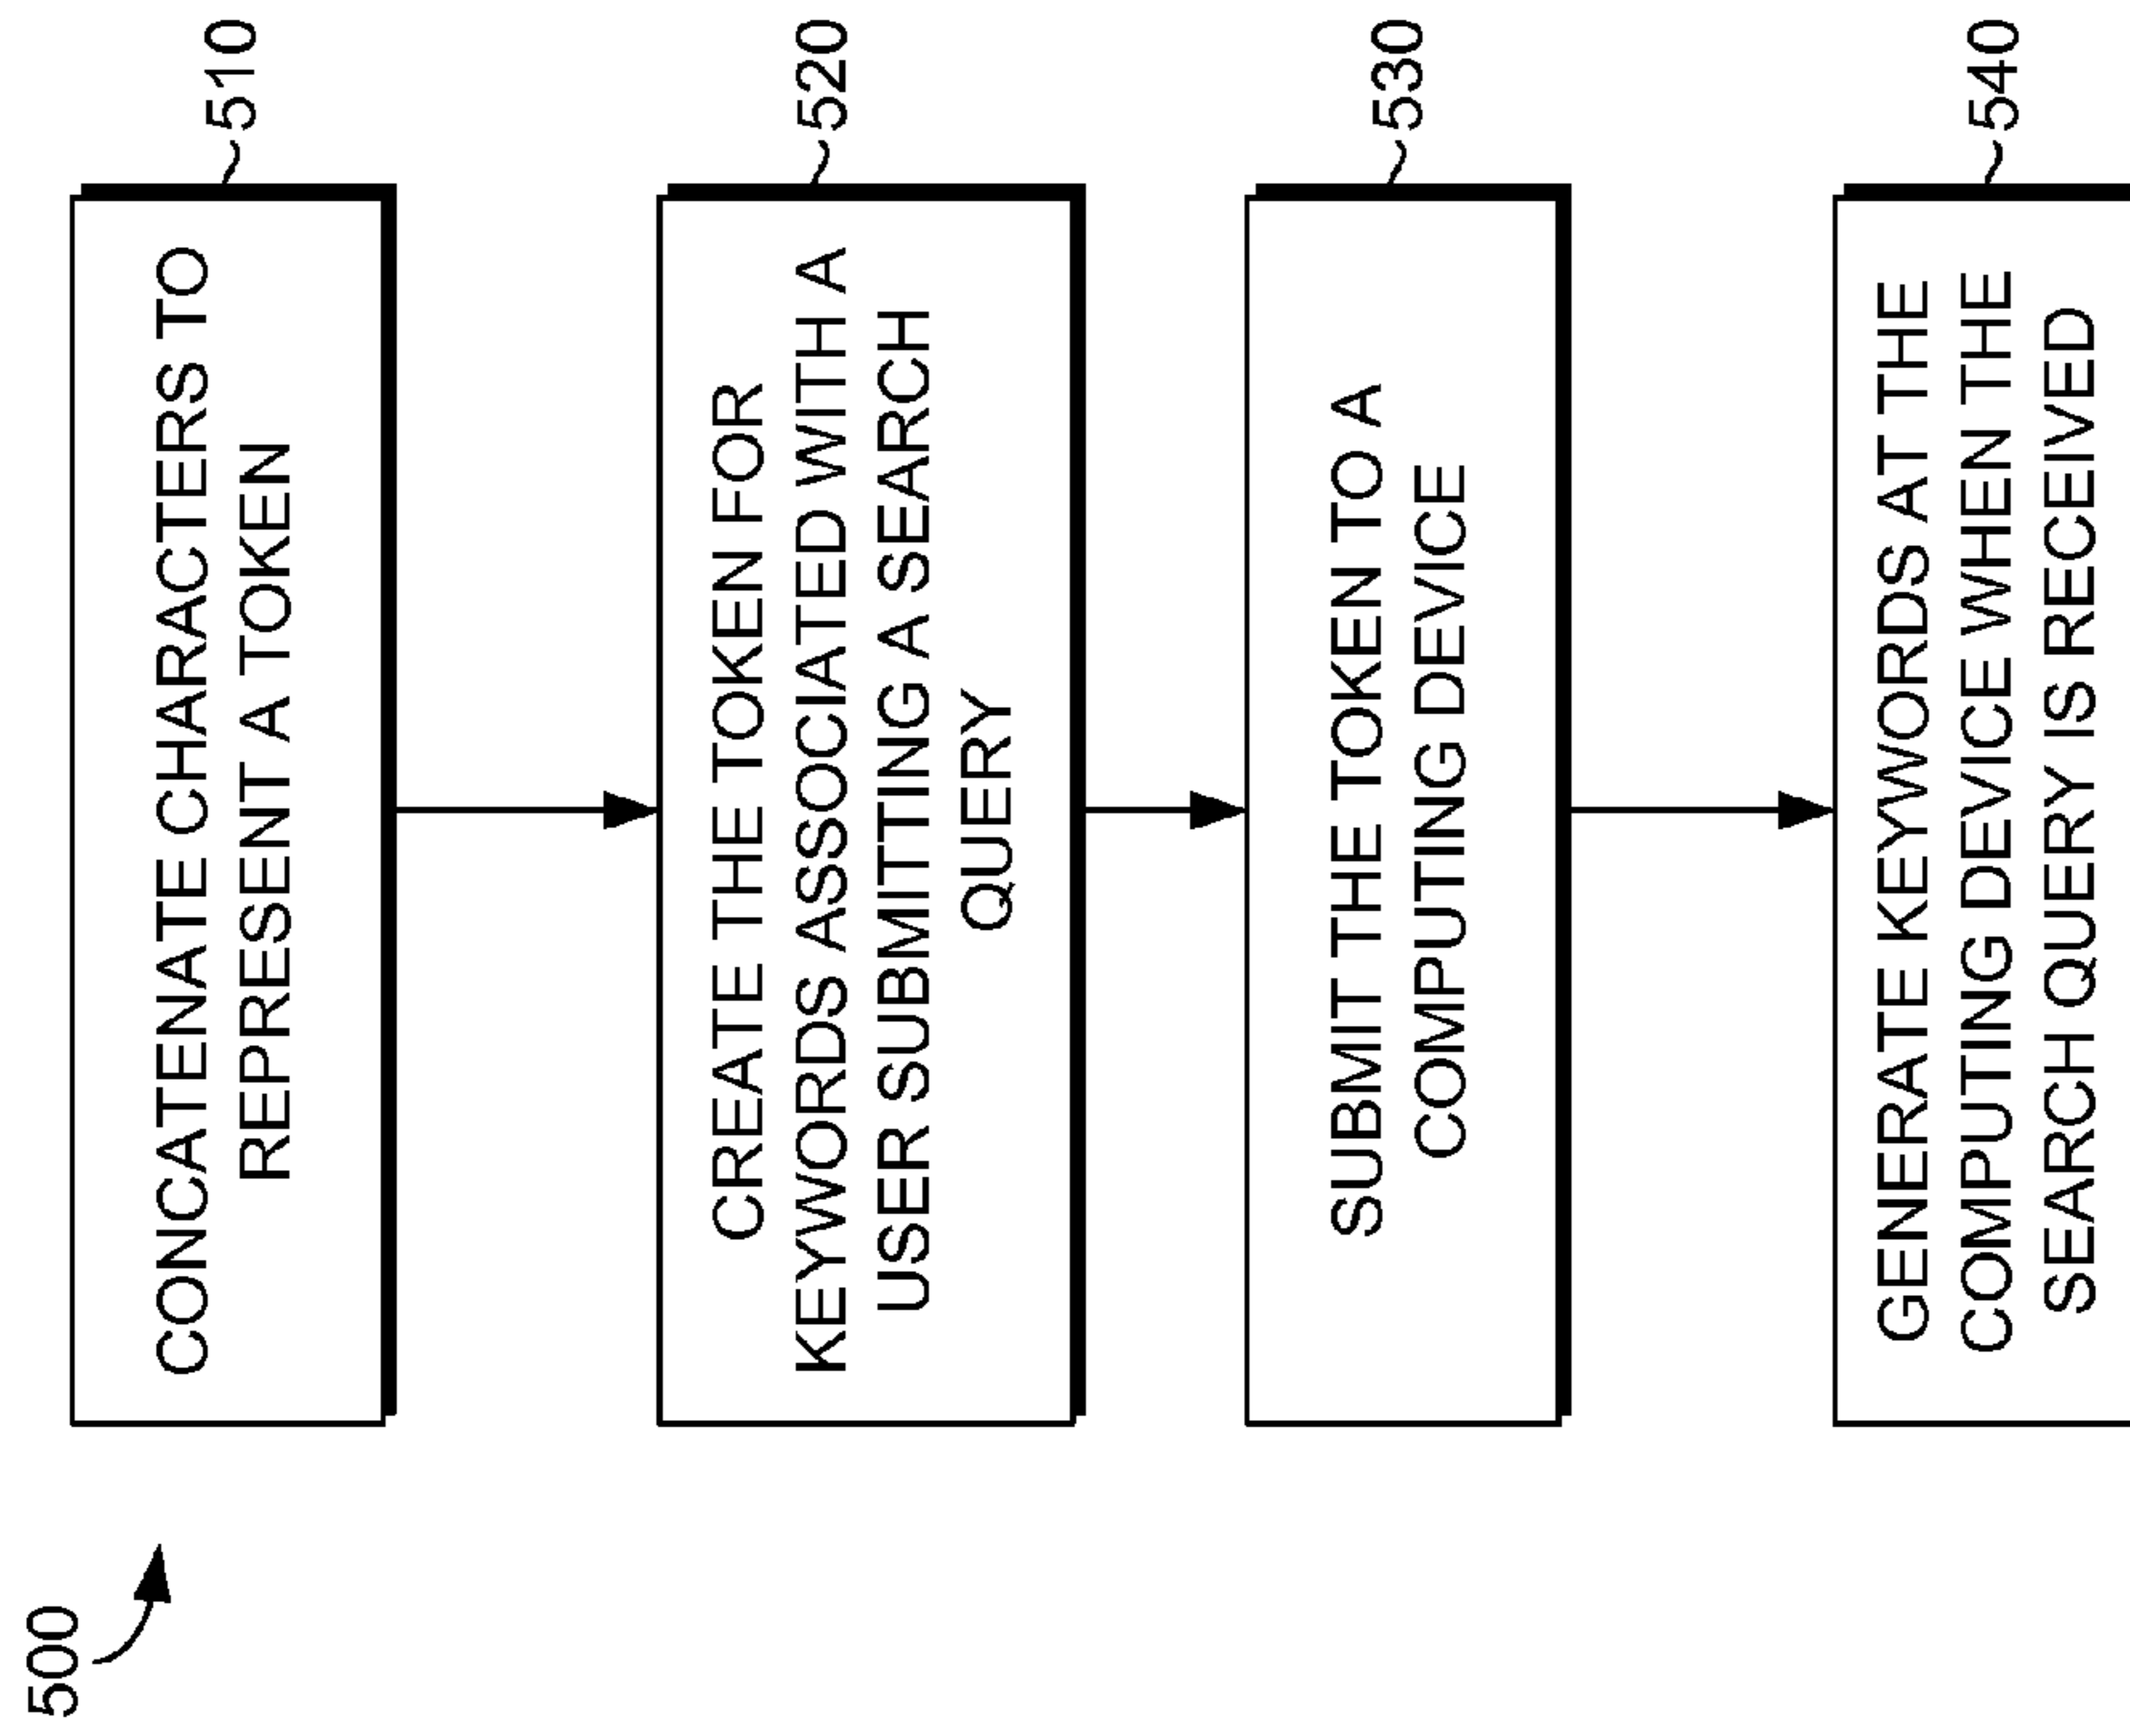 500
CONCATENATE CHARACTERS TO
REPRESENT A TOKEN
510
CREATE THE TOKEN FOR
KEYWORDS ASSOCIATED WITH A
USER SUBMITTING A SEARCH
QUERY
520
SUBMIT THE TOKEN TO A
COMPUTING DEVICE
530
GENERATE KEYWORDS AT THE
COMPUTING DEVICE WHEN THE
SEARCH QUERY IS RECEIVED
540